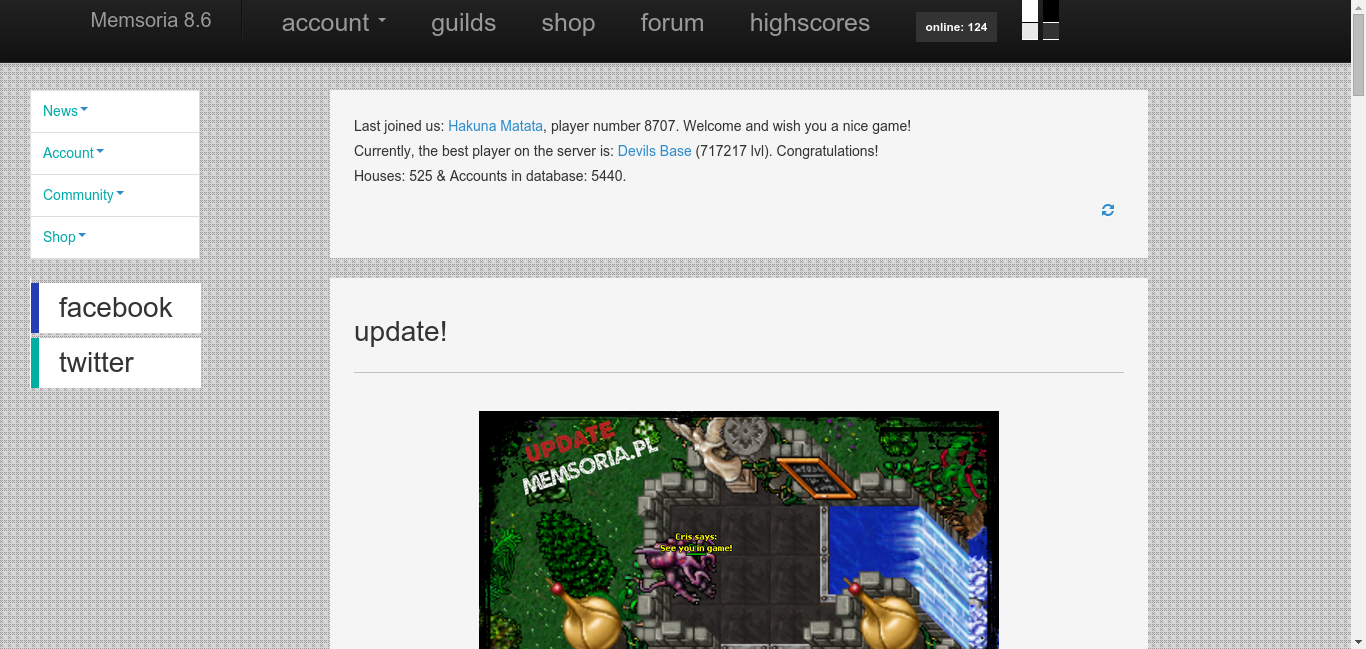 Memsoria 8.6
account
guilds
shop
forum
highscores
online: 124
News
Account
Community
Shop
facebook
twitter
Last joined us: Hakuna Matata, player number 8707. Welcome and wish you a nice game!
Currently, the best player on the server is: Devils Base (717217 lvl). Congratulations!
Houses: 525 & Accounts in database: 5440.
update!
UPDATE
MEMSORIA.PL
Cris says:
See you in game!